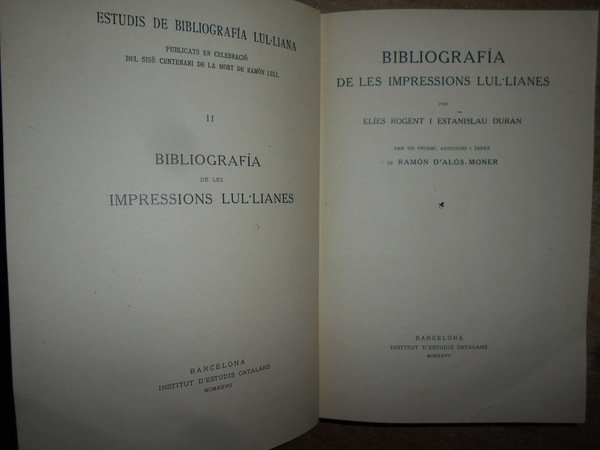 ESTUDIS DE BIBLIOGRAFÍA LUL·LIANA
PUBLICATS EN CELEBRACIÓ
DEL SISÈ CENTENARI DE LA MORT DE RAMÓN LULL
II
BIBLIOGRAFÍA
DE LES
IMPRESSIONS LUL·LIANES
BARCELONA
INSTITUT D'ESTUDIS CATALANS
MCMXXVII
BIBLIOGRAFÍA
DE LES IMPRESSIONS LUL·LIANES
PER
ELÍES ROGENT I ESTANISLAU DURÁN
AMB UN PROEMI, ADDICIONS I ÍNDEX
DE RAMÓN D'ALÓS-MONER
BARCELONA
INSTITUT D'ESTUDIS CATALANS
MCMXXVII